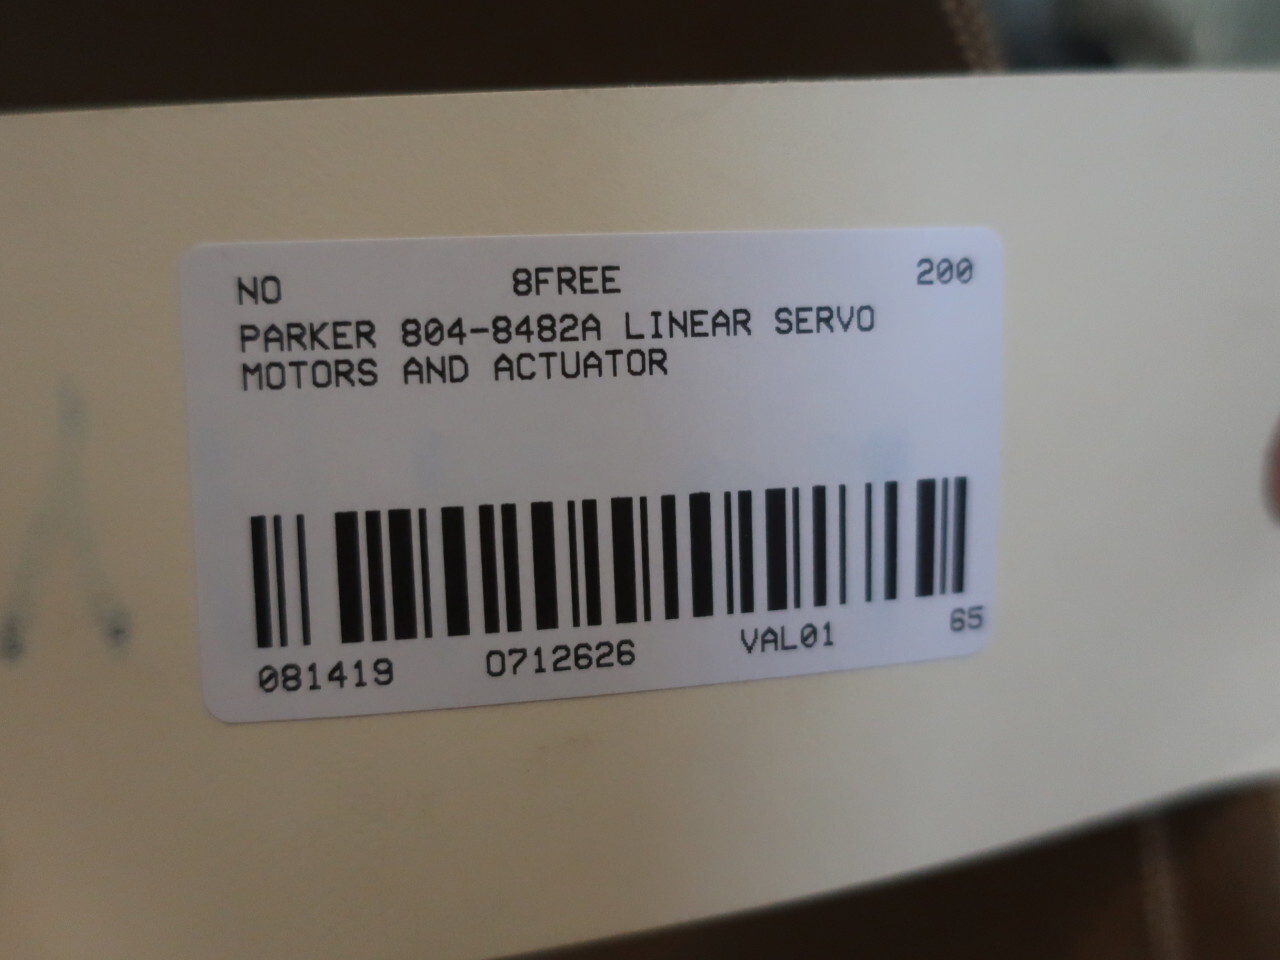 NO 8FREE 200
PARKER 804-8482A LINEAR SERVO
MOTORS AND ACTUATOR
081419 0712626 VAL01 65